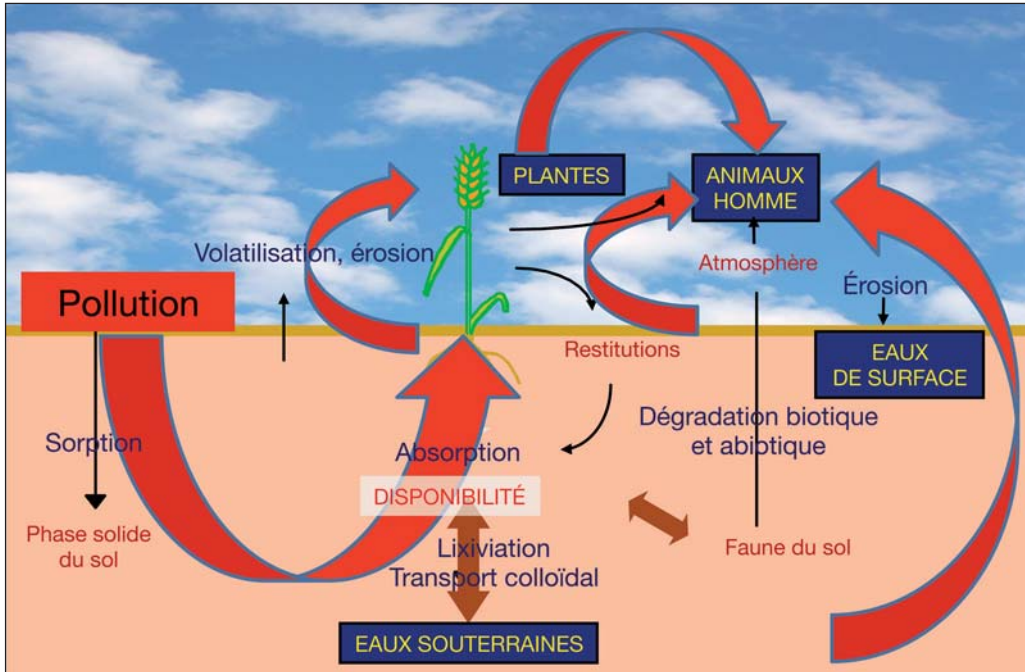 PLANTES
ANIMAUX
HOMME
Volatilisation, érosion
Atmosphère
Pollution
Érosion
Restitutions
EAUX
DE SURFACE
Sorption
Absorption
Dégradation biotique
et abiotique
DISPONIBILITÉ
Phase solide
du sol
Lixiviation
Transport colloïdal
Faune du sol
EAUX SOUTERRAINES